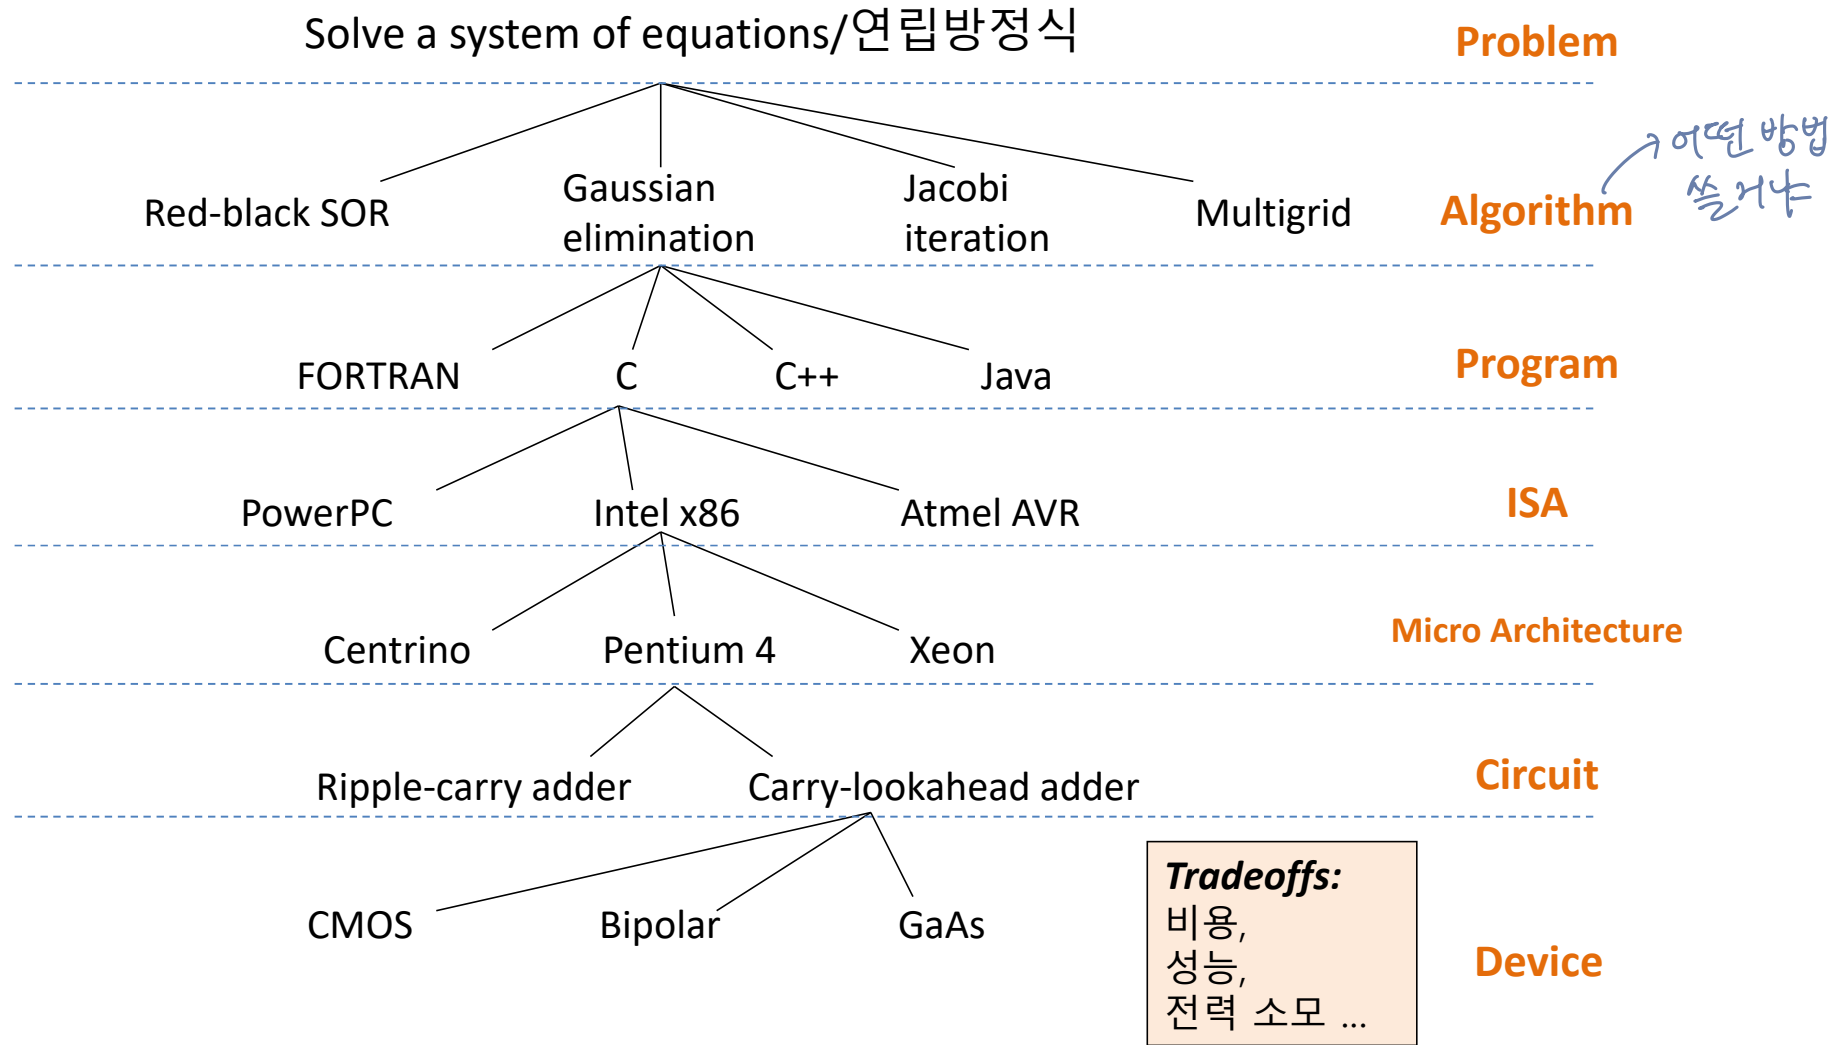 Solve a system of equations/연립방정식
Problem
어떤 방법
쓸 거냐
Red-black SOR
Gaussian
elimination
Jacobi
iteration
Multigrid
Algorithm
FORTRAN
C
C++
Java
Program
PowerPC
Intel x86
Atmel AVR
ISA
Centrino
Pentium 4
Xeon
Micro Architecture
Ripple-carry adder
Carry-lookahead adder
Circuit
CMOS
Bipolar
GaAs
Tradeoffs:
비용,
성능,
전력 소모 ...
Device